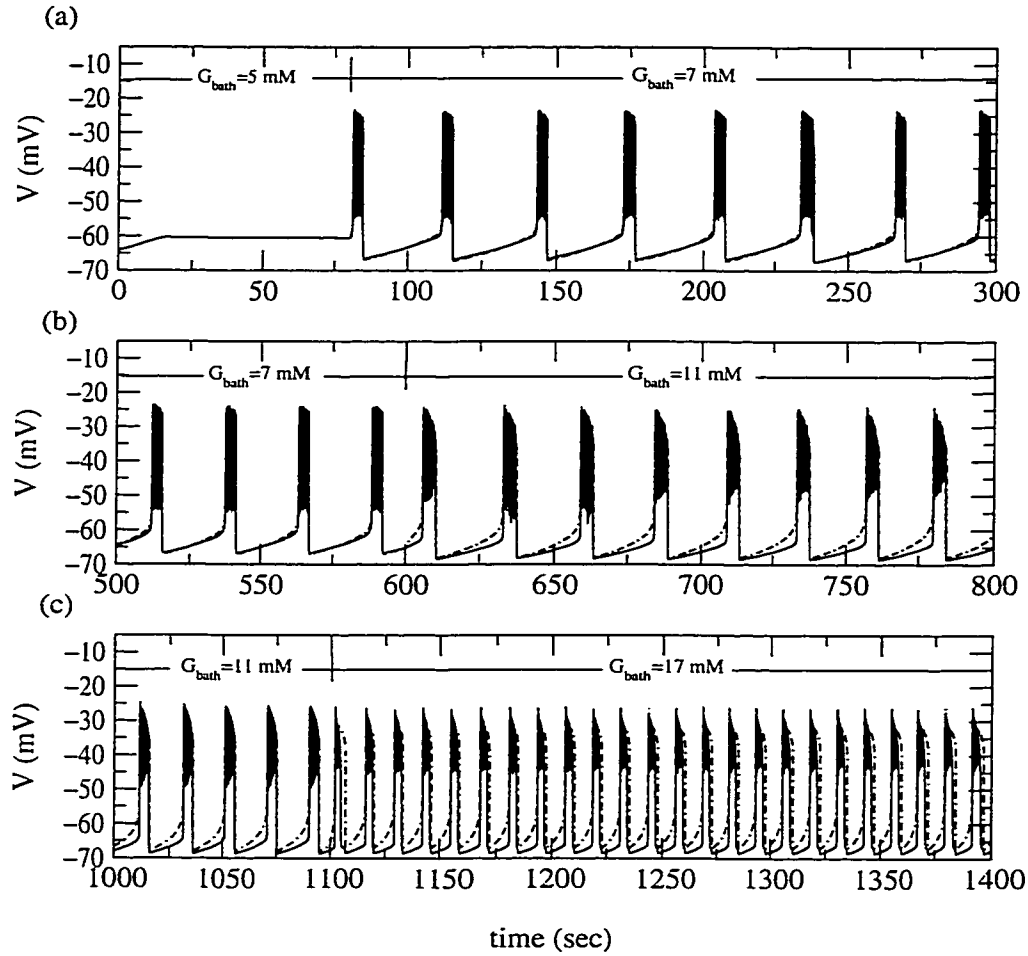 (a)
−10
−20
−30
−40
−50
−60
−70
V (mV)
G_bath=5 mM
G_bath=7 mM
0 50 100 150 200 250 300
(b)
−10
−20
−30
−40
−50
−60
−70
V (mV)
G_bath=7 mM
G_bath=11 mM
500 550 600 650 700 750 800
(c)
−10
−20
−30
−40
−50
−60
−70
V (mV)
G_bath=11 mM
G_bath=17 mM
1000 1050 1100 1150 1200 1250 1300 1350 1400
time (sec)